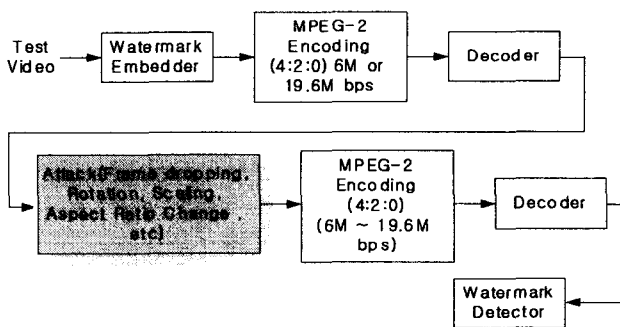 Test
Video
Watermark
Embedder
MPEG-2
Encoding
(4:2:0) 6M or
19.6M bps
Decoder
Attack(Frame dropping,
Rotation, Scaling,
Aspect Ratio Change ,
etc)
MPEG-2
Encoding
(4:2:0)
(6M ~ 19.6M
bps)
Decoder
Watermark
Detector